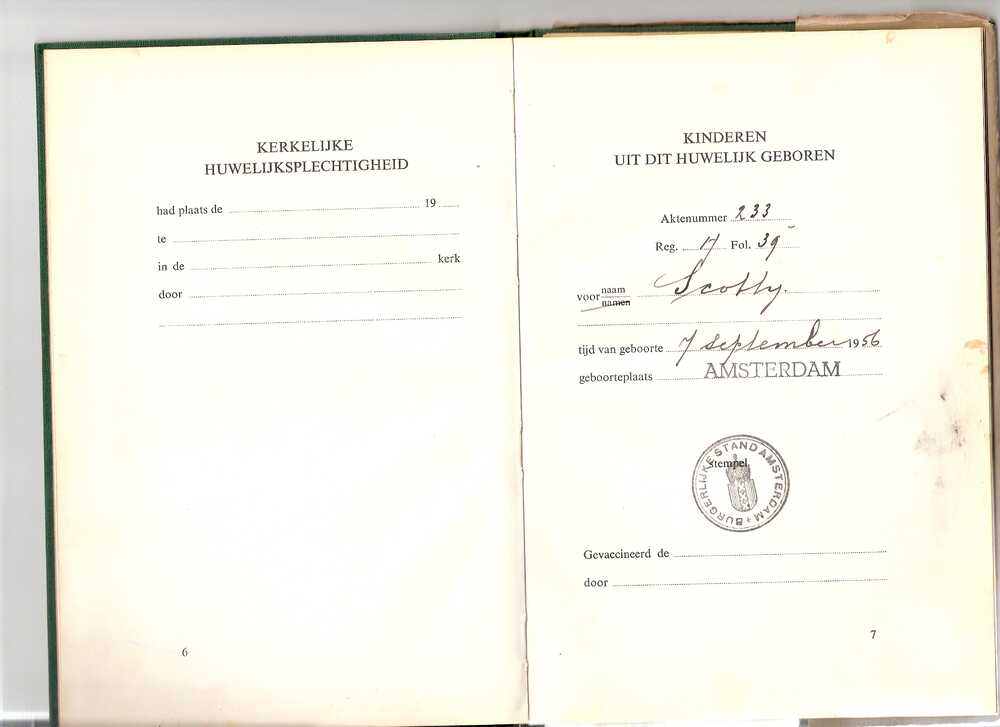 KERKELIJKE
HUWELIJKSPLECHTIGHEID
had plaats de 19
te
in de kerk
door
6
KINDEREN
UIT DIT HUWELIJK GEBOREN
Aktenummer 233
Reg. 17 Fol. 39
voor naam
namen Scotty.
tijd van geboorte 7 september 1956
geboorteplaats AMSTERDAM
BURGERLIJKE STAND AMSTERDAM
stempel
Gevaccineerd de
door
7